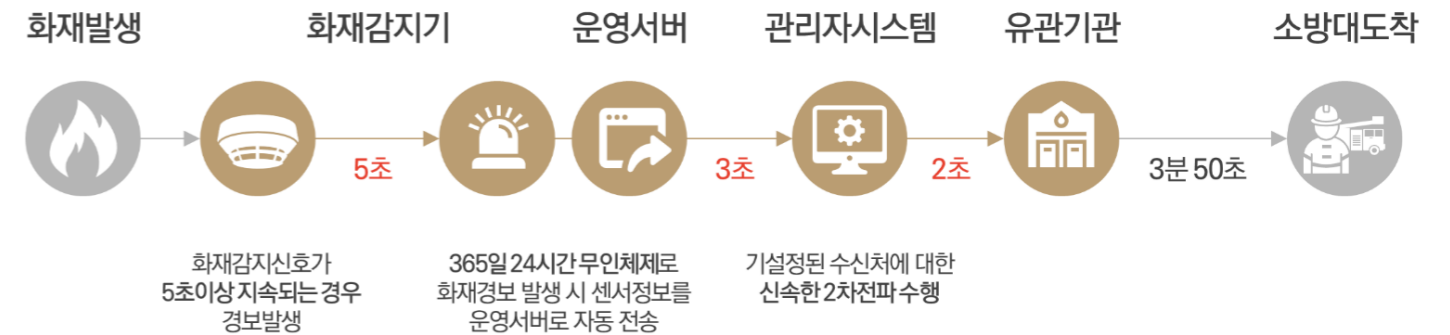 화재발생
화재감지기
운영서버
관리자시스템
유관기관
소방대도착
5초
3초
2초
3분 50초
화재감지신호가
5초이상 지속되는 경우
경보발생
365일 24시간 무인체제로
화재경보 발생 시 센서정보를
운영서버로 자동 전송
기설정된 수신처에 대한
신속한 2차전파 수행